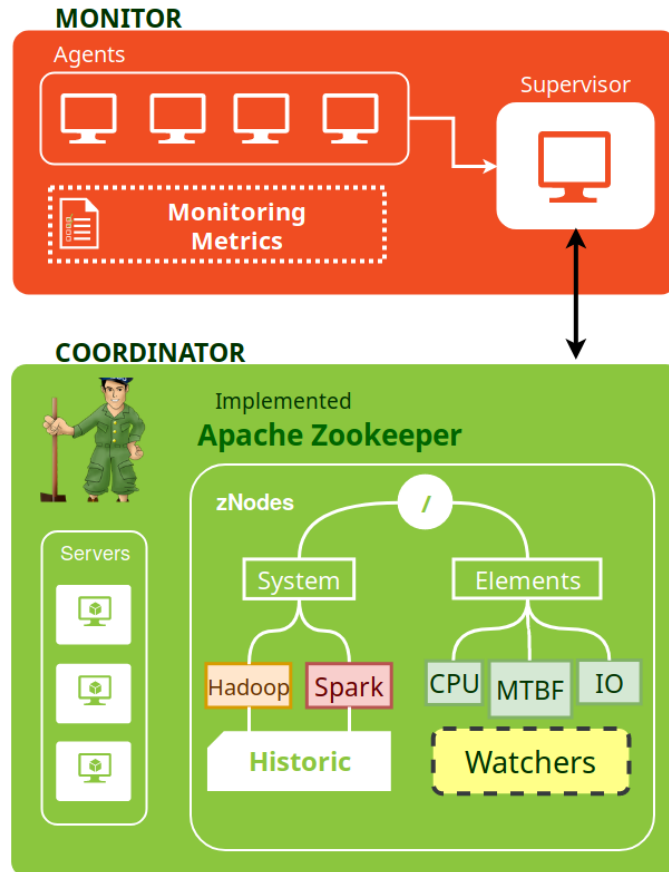 MONITOR
Agents
Supervisor
Monitoring
Metrics
COORDINATOR
Implemented
Apache Zookeeper
zNodes
/
Servers
System
Elements
Hadoop
Spark
CPU
MTBF
IO
Historic
Watchers